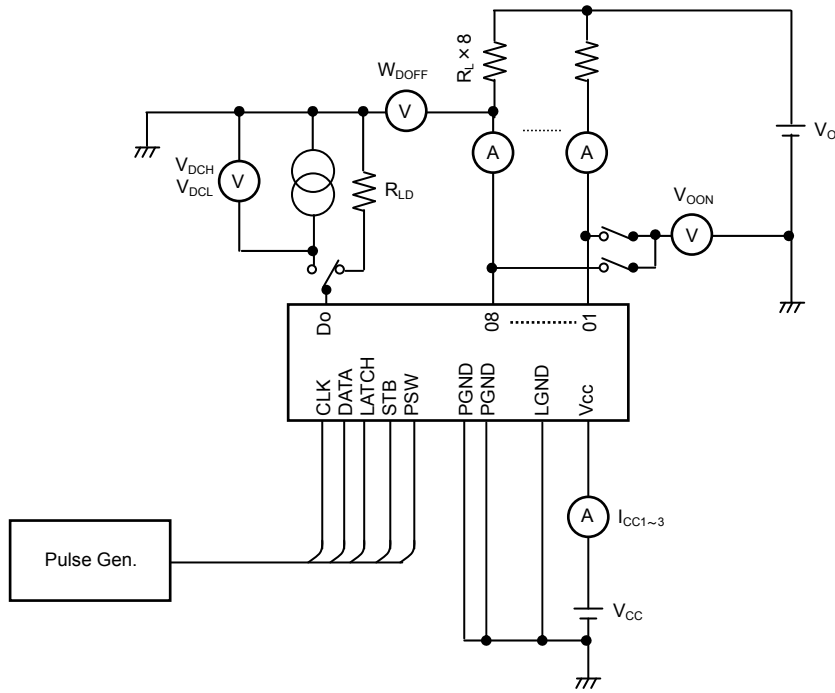 W_DOFF
R_L × 8
V
A
A
V_O
V_DCH
V_DCL
V
R_LD
V_OON
V
Do
08
01
CLK
DATA
LATCH
STB
PSW
PGND
PGND
LGND
Vcc
A
I_CC1~3
Pulse Gen.
V_CC